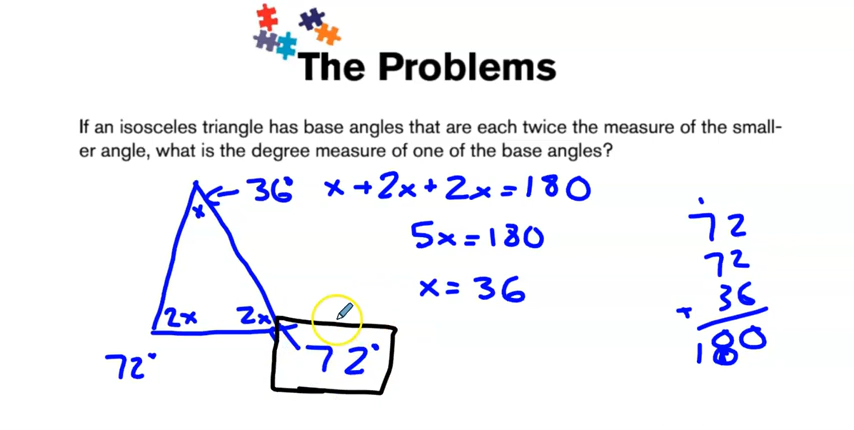 The Problems
If an isosceles triangle has base angles that are each twice the measure of the small-
er angle, what is the degree measure of one of the base angles?
36° x + 2x + 2x = 180
x
5x = 180
x = 36
2x 2x
72°
72°
72
72
+ 36
180